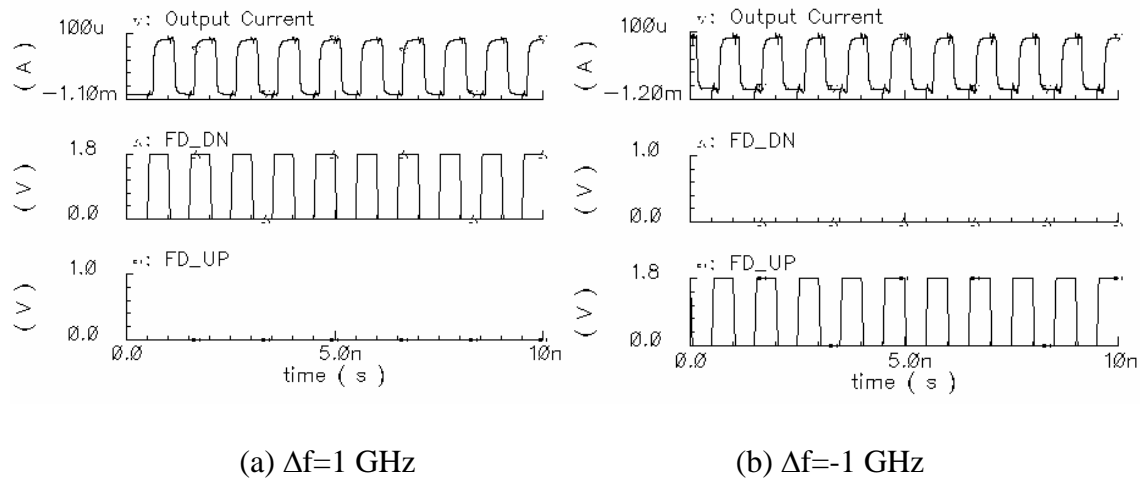 Output Current
100u
(A)
-1.10m
FD_DN
1.8
(V)
0.0
FD_UP
1.0
(V)
0.0
0.0
5.0n
10n
time ( s )
Output Current
100u
(A)
-1.20m
FD_DN
1.0
(V)
0.0
FD_UP
1.8
(V)
0.0
0.0
5.0n
10n
time ( s )
(a) Δf=1 GHz
(b) Δf=-1 GHz